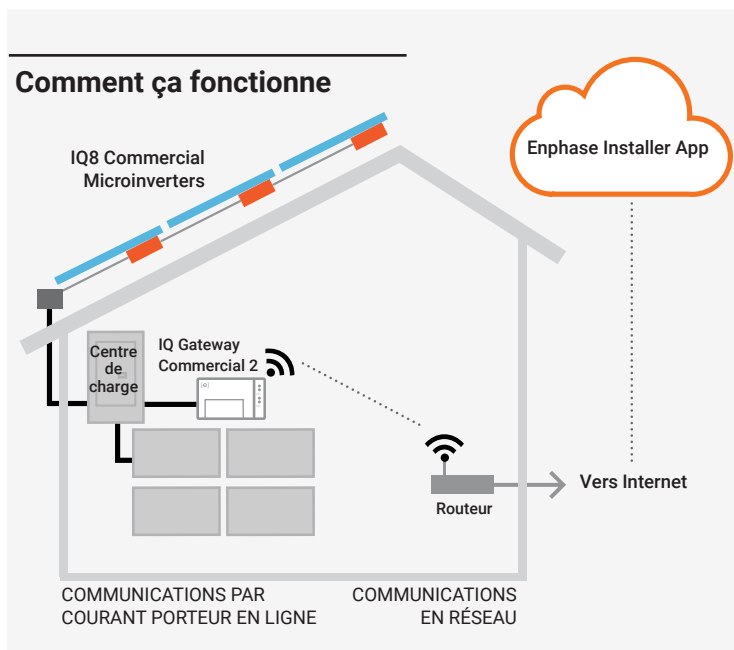 Comment ça fonctionne
IQ8 Commercial
Microinverters
Enphase Installer App
Centre
de
charge
IQ Gateway
Commercial 2
Routeur
Vers Internet
COMMUNICATIONS PAR
COURANT PORTEUR EN LIGNE
COMMUNICATIONS
EN RÉSEAU